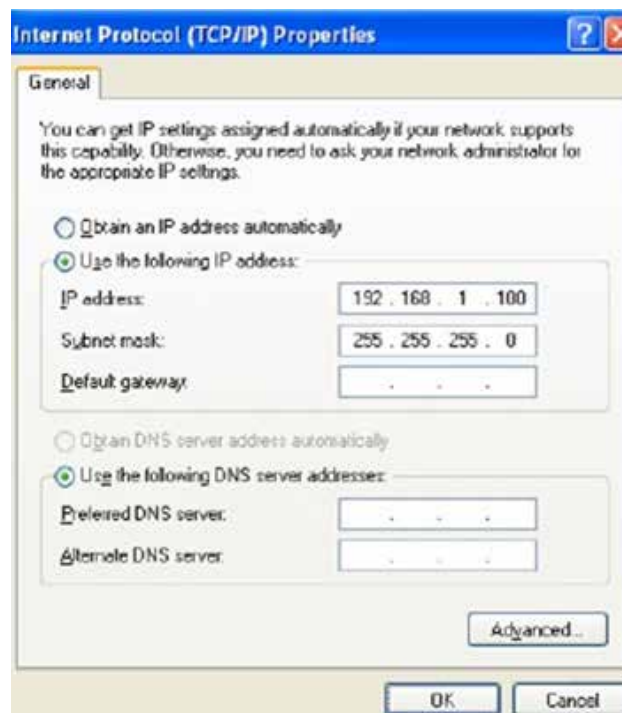 Internet Protocol (TCP/IP) Properties
General
You can get IP settings assigned automatically if your network supports
this capability. Otherwise, you need to ask your network administrator for
the appropriate IP settings.
Obtain an IP address automatically
Use the following IP address:
IP address: 192 . 168 . 1 . 100
Subnet mask: 255 . 255 . 255 . 0
Default gateway: . . .
Obtain DNS server address automatically
Use the following DNS server addresses:
Preferred DNS server: . . .
Alternate DNS server: . . .
Advanced...
OK Cancel